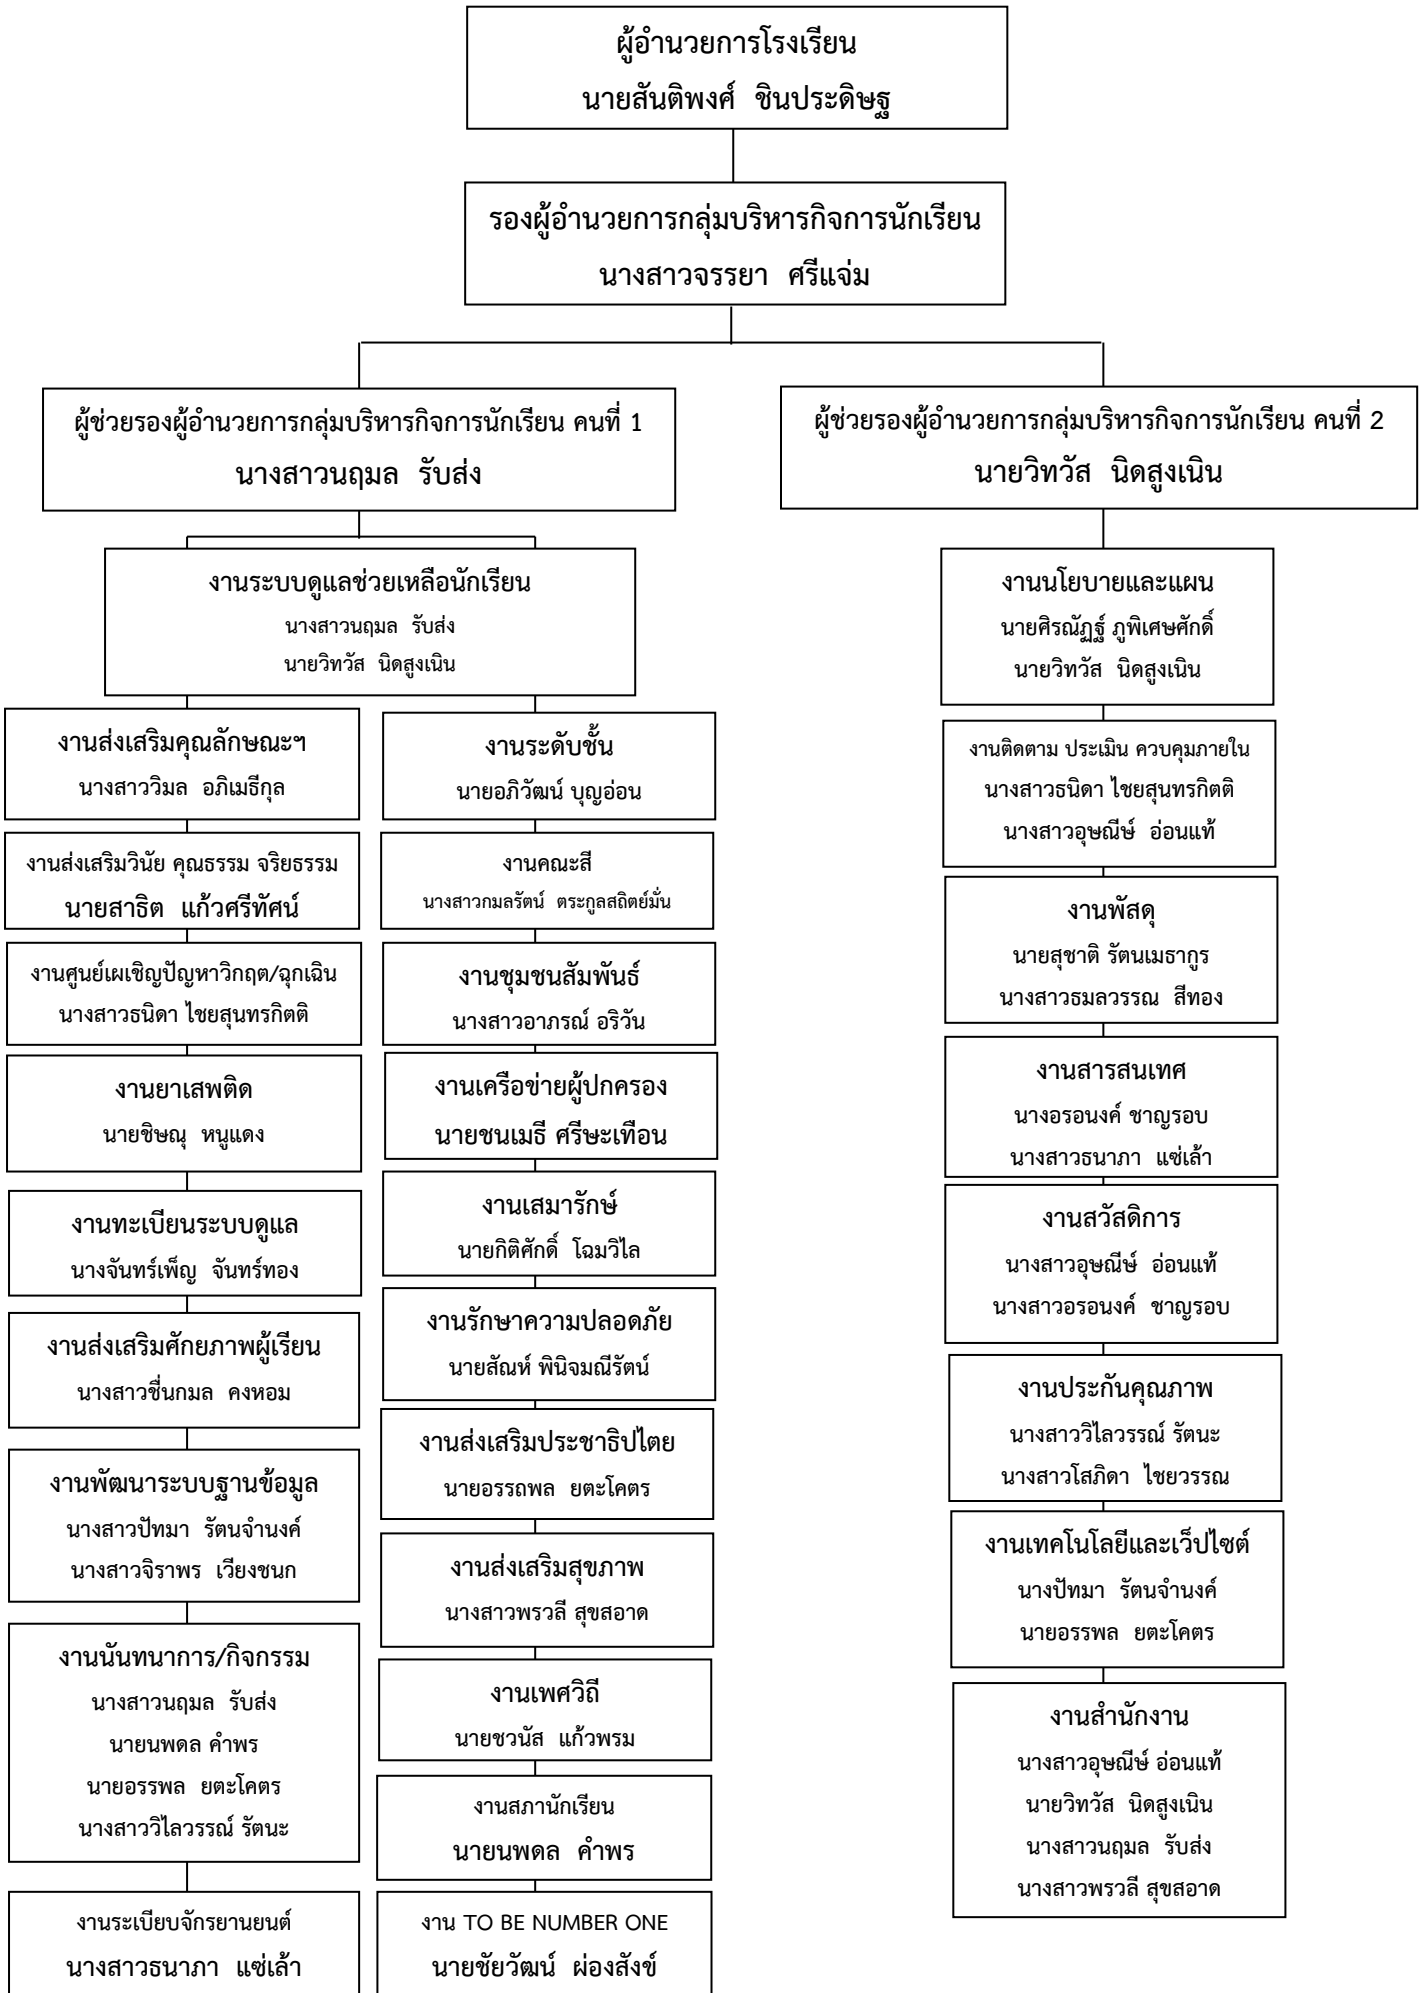 ผู้อำนวยการโรงเรียน
นายสันติพงศ์ ชินประดิษฐ
รองผู้อำนวยการกลุ่มบริหารกิจการนักเรียน
นางสาวจรรยา ศรีแจ่ม
ผู้ช่วยรองผู้อำนวยการกลุ่มบริหารกิจการนักเรียน คนที่ 1
นางสาวนฤมล รับส่ง
ผู้ช่วยรองผู้อำนวยการกลุ่มบริหารกิจการนักเรียน คนที่ 2
นายวิทวัส นิดสูงเนิน
งานระบบดูแลช่วยเหลือนักเรียน
นางสาวนฤมล รับส่ง
นายวิทวัส นิดสูงเนิน
งานส่งเสริมคุณลักษณะฯ
นางสาววิมล อภิเมธีกุล
งานส่งเสริมวินัย คุณธรรม จริยธรรม
นายสาธิต แก้วศรีทัศน์
งานศูนย์เผเชิญปัญหาวิกฤต/ฉุกเฉิน
นางสาวธนิดา ไชยสุนทรกิตติ
งานยาเสพติด
นายชิษณุ หนูแดง
งานทะเบียนระบบดูแล
นางจันทร์เพ็ญ จันทร์ทอง
งานส่งเสริมศักยภาพผู้เรียน
นางสาวชื่นกมล คงหอม
งานพัฒนาระบบฐานข้อมูล
นางสาวปัทมา รัตนจำนงค์
นางสาวจิราพร เวียงชนก
งานนันทนาการ/กิจกรรม
นางสาวนฤมล รับส่ง
นายนพดล คำพร
นายอรรพล ยตะโคตร
นางสาววิไลวรรณ์ รัตนะ
งานระเบียบจักรยานยนต์
นางสาวธนาภา แซ่เล้า
งานระดับชั้น
นายอภิวัฒน์ บุญอ่อน
งานคณะสี
นางสาวกมลรัตน์ ตระกูลสถิตย์มั่น
งานชุมชนสัมพันธ์
นางสาวอาภรณ์ อริวัน
งานเครือข่ายผู้ปกครอง
นายชนเมธี ศรีษะเทือน
งานเสมารักษ์
นายกิติศักดิ์ โฉมวิไล
งานรักษาความปลอดภัย
นายสัณห์ พินิจมณีรัตน์
งานส่งเสริมประชาธิปไตย
นายอรรถพล ยตะโคตร
งานส่งเสริมสุขภาพ
นางสาวพรวลี สุขสอาด
งานเพศวิถี
นายชวนัส แก้วพรม
งานสภานักเรียน
นายนพดล คำพร
งาน TO BE NUMBER ONE
นายชัยวัฒน์ ผ่องสังข์
งานนโยบายและแผน
นายศิรณัฏฐ์ ภูพิเศษศักดิ์
นายวิทวัส นิดสูงเนิน
งานติดตาม ประเมิน ควบคุมภายใน
นางสาวธนิดา ไชยสุนทรกิตติ
นางสาวอุษณีษ์ อ่อนแท้
งานพัสดุ
นายสุชาติ รัตนเมธากูร
นางสาวธมลวรรณ สีทอง
งานสารสนเทศ
นางอรอนงค์ ชาญรอบ
นางสาวธนาภา แซ่เล้า
งานสวัสดิการ
นางสาวอุษณีษ์ อ่อนแท้
นางสาวอรอนงค์ ชาญรอบ
งานประกันคุณภาพ
นางสาววิไลวรรณ์ รัตนะ
นางสาวโสภิดา ไชยวรรณ
งานเทคโนโลยีและเว็ปไซต์
นางปัทมา รัตนจำนงค์
นายอรรพล ยตะโคตร
งานสำนักงาน
นางสาวอุษณีษ์ อ่อนแท้
นายวิทวัส นิดสูงเนิน
นางสาวนฤมล รับส่ง
นางสาวพรวลี สุขสอาด